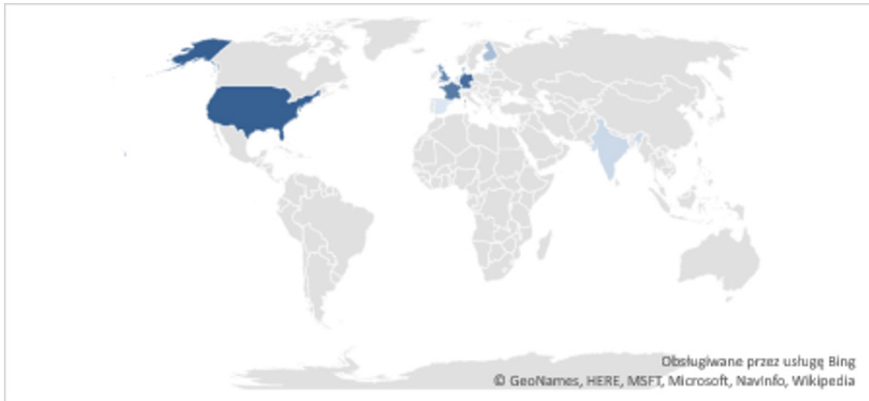 Obsługiwane przez usługę Bing
© GeoNames, HERE, MSFT, Microsoft, NavInfo, Wikipedia